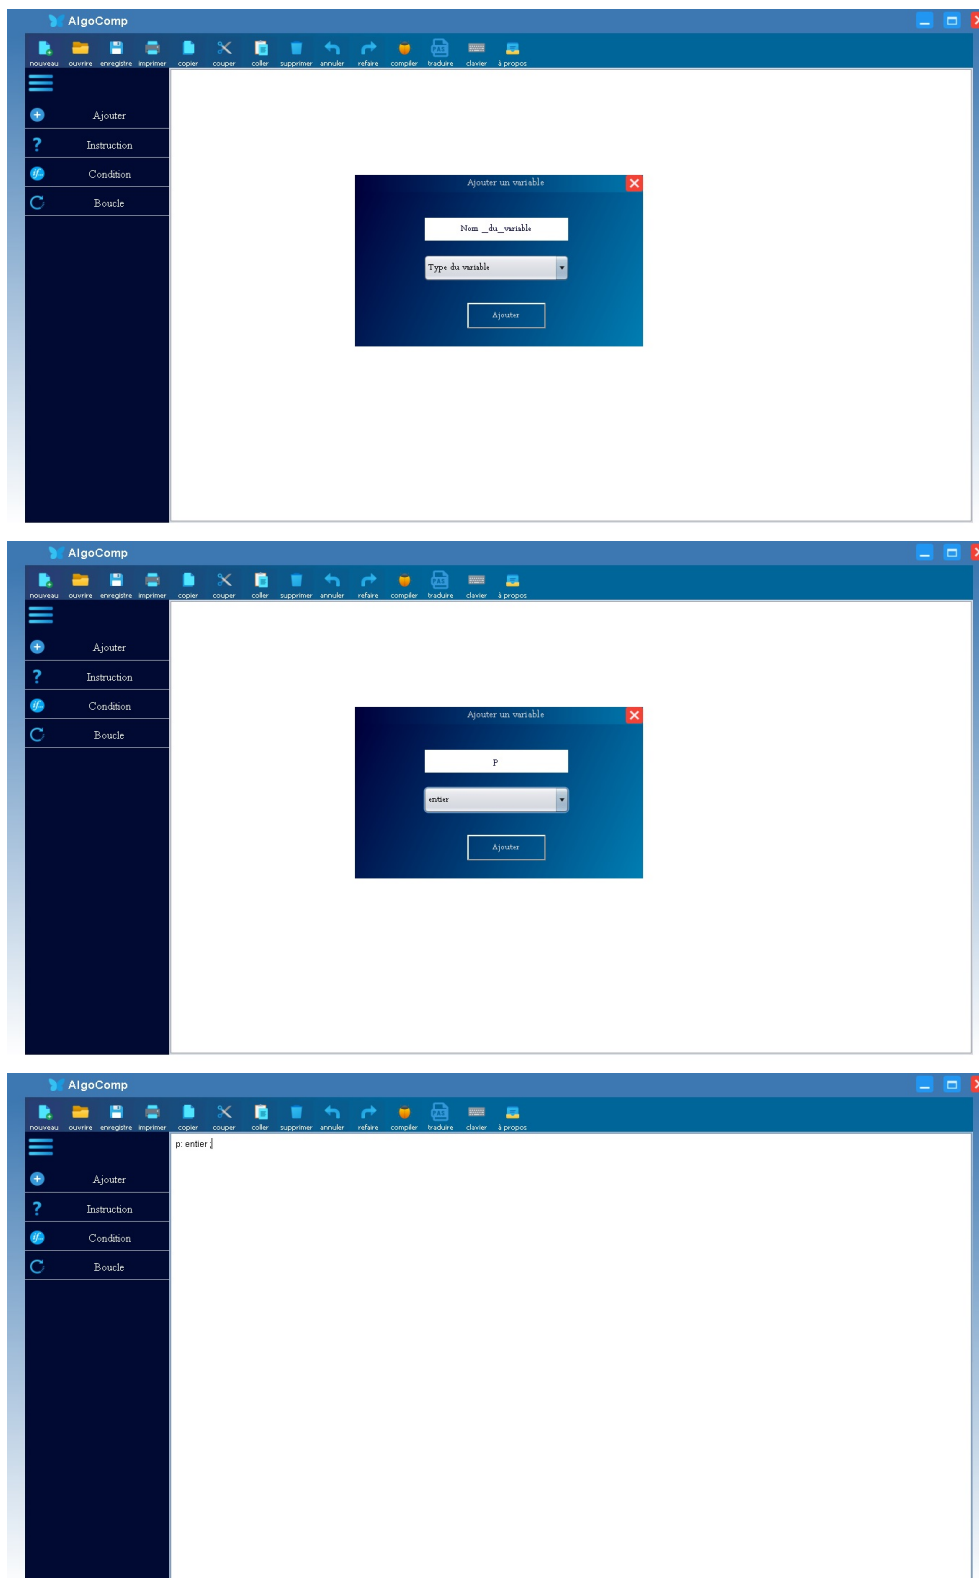 AlgoComp
nouveau ouvrire enregistre imprimer copier couper coller supprimer annuler refaire compiler traduire clavier à propos
Ajouter
Instruction
Condition
Boucle
Ajouter un variable
Nom _du_variable
Type du variable
Ajouter
AlgoComp
nouveau ouvrire enregistre imprimer copier couper coller supprimer annuler refaire compiler traduire clavier à propos
Ajouter
Instruction
Condition
Boucle
Ajouter un variable
p
entier
Ajouter
AlgoComp
nouveau ouvrire enregistre imprimer copier couper coller supprimer annuler refaire compiler traduire clavier à propos
p: entier ;
Ajouter
Instruction
Condition
Boucle